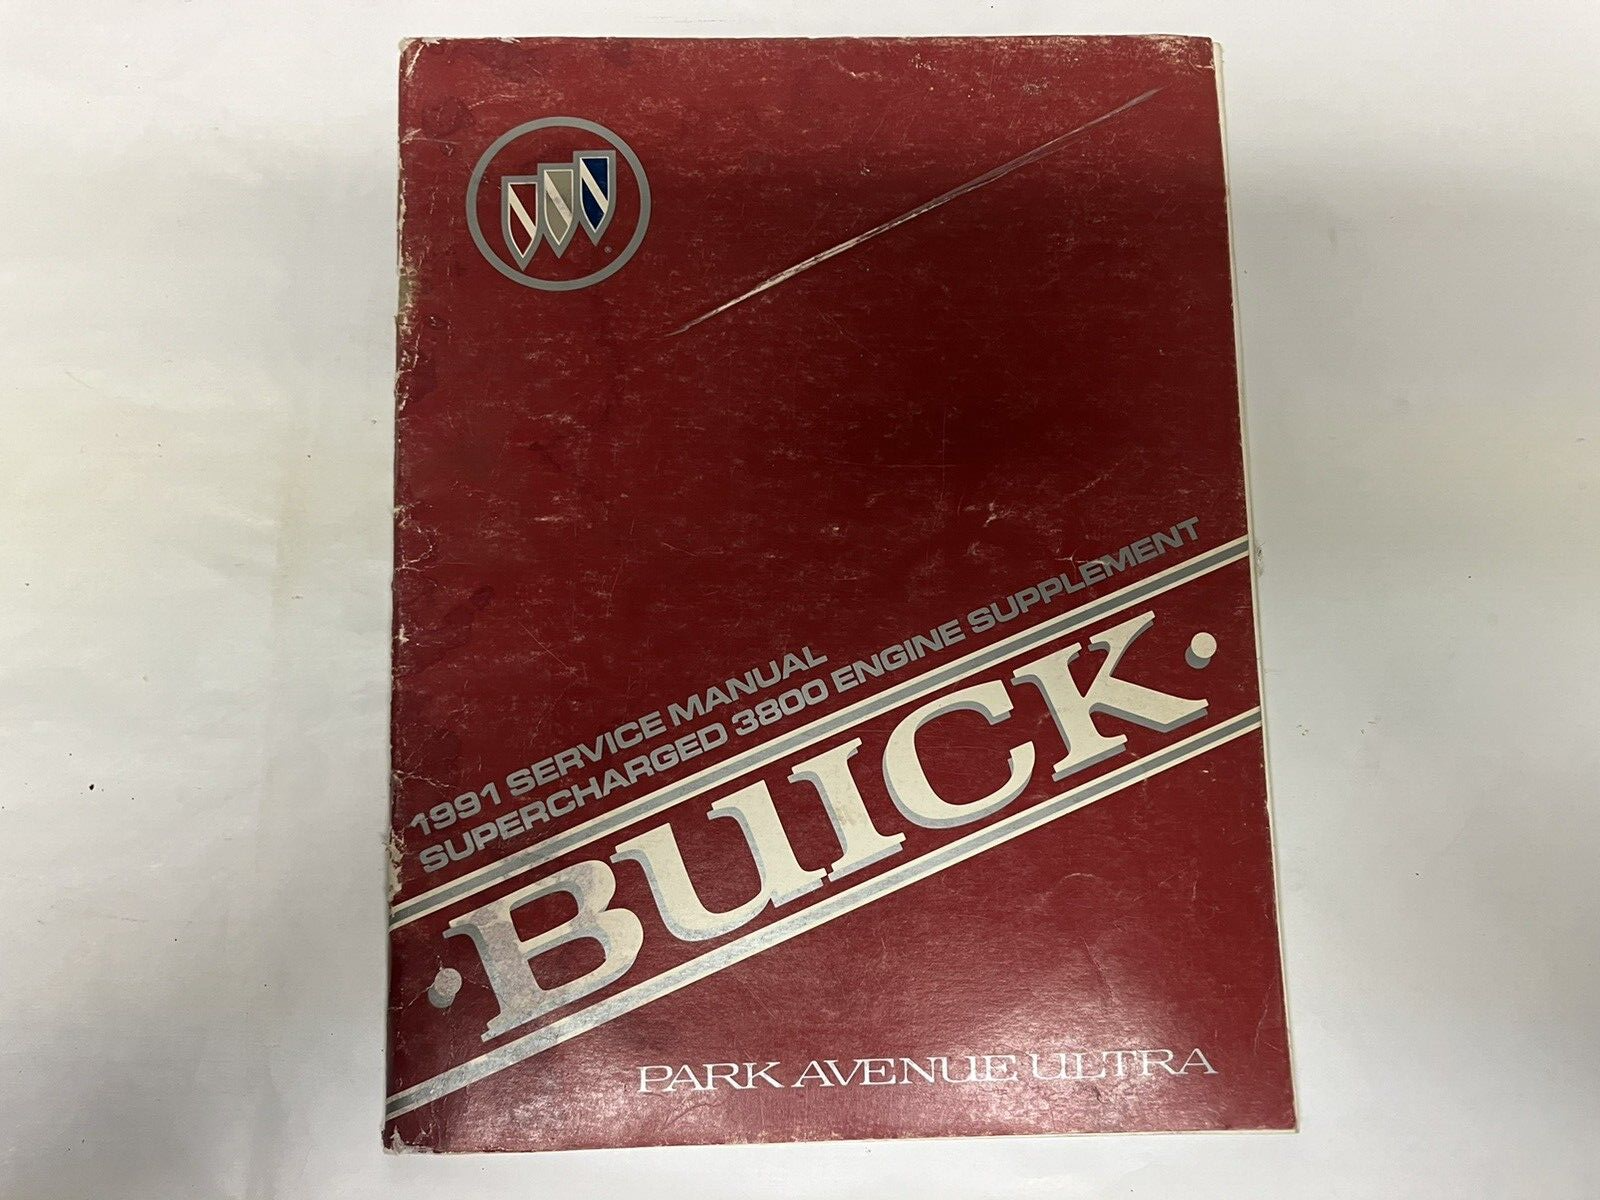 1991 SERVICE MANUAL
SUPERCHARGED 3800 ENGINE SUPPLEMENT
• BUICK •
PARK AVENUE ULTRA